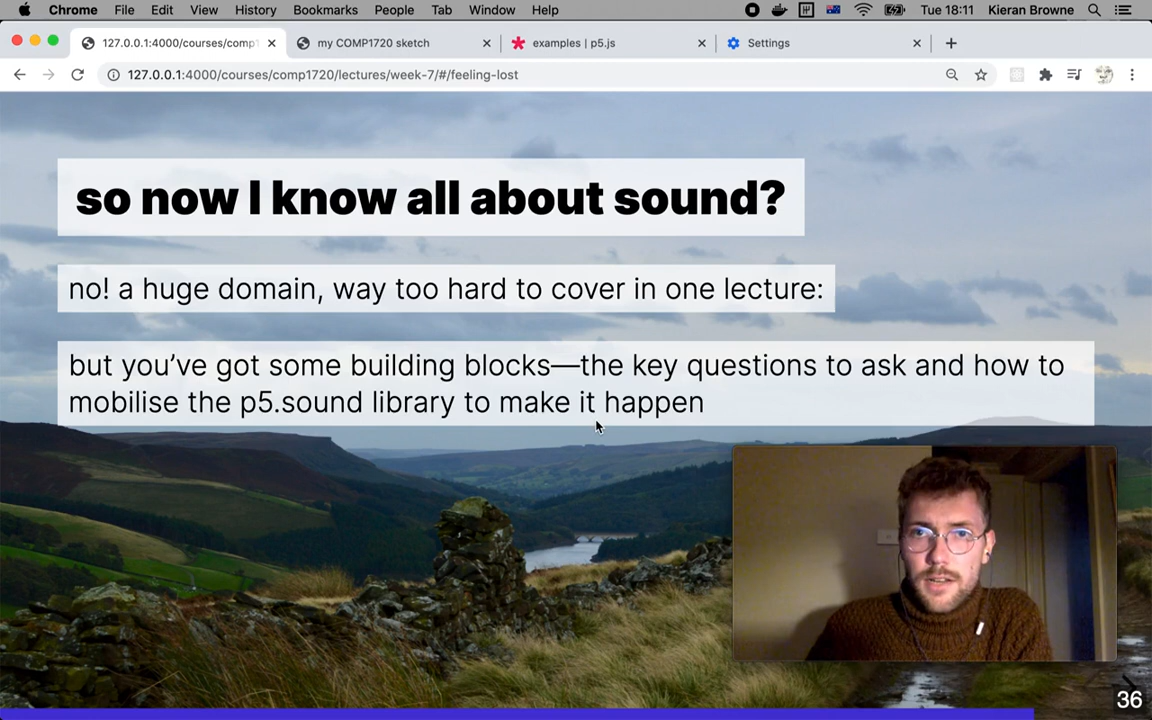 Chrome File Edit View History Bookmarks People Tab Window Help Tue 18:11 Kieran Browne
127.0.0.1:4000/courses/comp1 my COMP1720 sketch examples | p5.js Settings
127.0.0.1:4000/courses/comp1720/lectures/week-7/#/feeling-lost
so now I know all about sound?
no! a huge domain, way too hard to cover in one lecture:
but you’ve got some building blocks—the key questions to ask and how to
mobilise the p5.sound library to make it happen
36